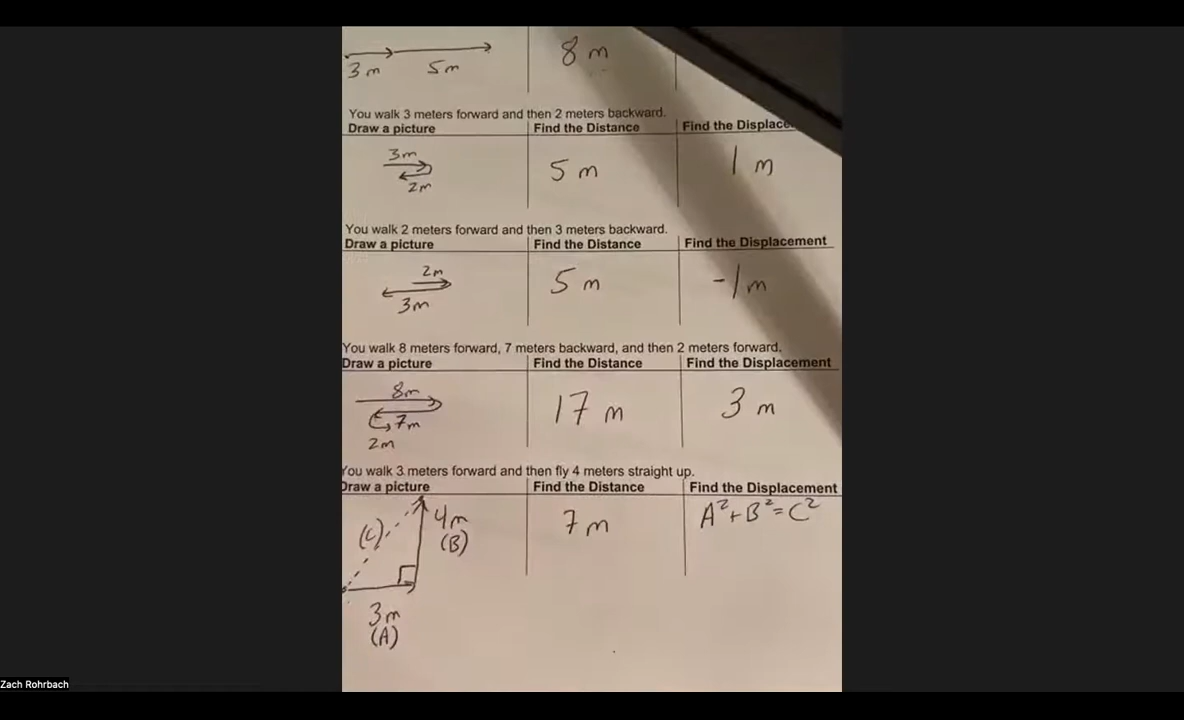 3 m 5m 8 m
You walk 3 meters forward and then 2 meters backward.
Draw a picture Find the Distance Find the Displace
3m
5 m 1 m
2m
You walk 2 meters forward and then 3 meters backward.
Draw a picture Find the Distance Find the Displacement
2m
5 m -1m
3m
You walk 8 meters forward, 7 meters backward, and then 2 meters forward.
Draw a picture Find the Distance Find the Displacement
8m
17 m 3 m
7m
2m
You walk 3 meters forward and then fly 4 meters straight up.
Draw a picture Find the Distance Find the Displacement
4m 7 m A²+B²=C²
(C) (B)
3m
(A)
Zach Rohrbach